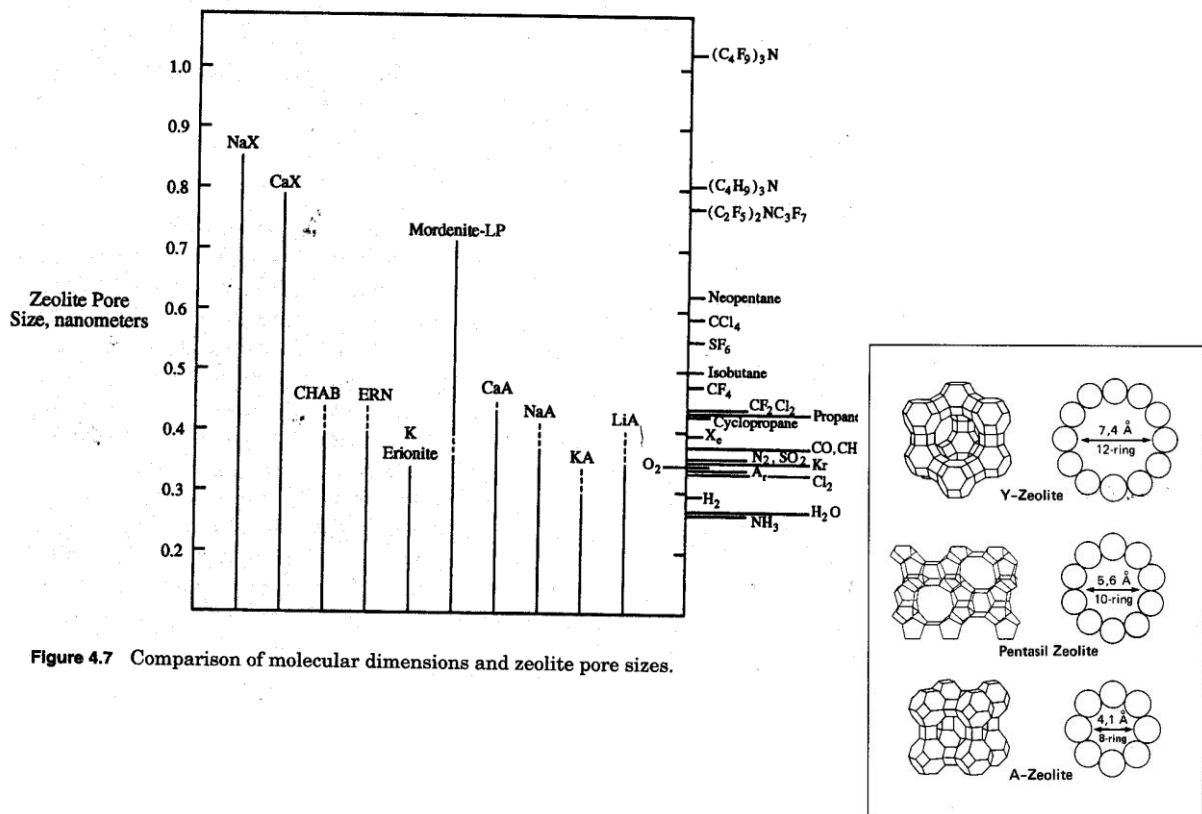 1.0
0.9
0.8
0.7
0.6
0.5
0.4
0.3
0.2
Zeolite Pore
Size, nanometers
NaX
CaX
CHAB
ERN
K
Erionite
Mordenite-LP
CaA
NaA
KA
LiA
(C₄F₉)₃N
(C₄H₉)₃N
(C₂F₅)₂NC₃F₇
Neopentane
CCl₄
SF₆
Isobutane
CF₄
CF₂Cl₂
Propane
Cyclopropane
Xₑ
CO,CH
N₂, SO₂
Kr
O₂
Aᵣ
Cl₂
H₂
H₂O
NH₃
Figure 4.7 Comparison of molecular dimensions and zeolite pore sizes.
7,4 Å
12-ring
Y-Zeolite
5,6 Å
10-ring
Pentasil Zeolite
4,1 Å
8-ring
A-Zeolite